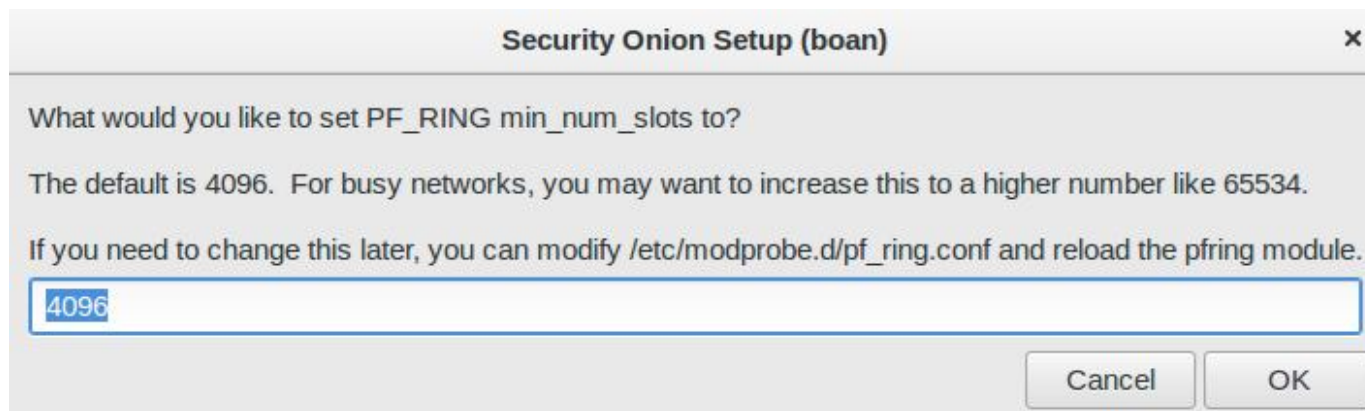 Security Onion Setup (boan)
What would you like to set PF_RING min_num_slots to?
The default is 4096.  For busy networks, you may want to increase this to a higher number like 65534.
If you need to change this later, you can modify /etc/modprobe.d/pf_ring.conf and reload the pfring module.
4096
Cancel OK